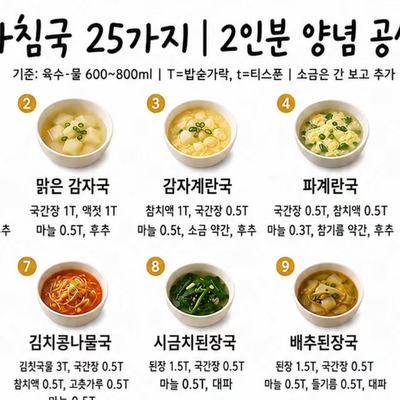 침국 25가지 | 2인분 양념 공
기준: 육수·물 600~800ml | T=밥숟가락, t=티스푼 | 소금은 간 보고 추가
2 3 4
맑은 감자국 감자계란국 파계란국
국간장 1T, 액젓 1T 참치액 1T, 국간장 0.5T 국간장 0.5T, 참치액 0.5T
추 마늘 0.5T, 후추 마늘 0.5t, 소금 약간, 후추 마늘 0.3T, 참기름 약간, 후추
7 8 9
김치콩나물국 시금치된장국 배추된장국
김칫국물 3T, 국간장 0.5T 된장 1.5T, 국간장 0.5T 된장 1.5T, 국간장 0.5T
참치액 0.5T, 고춧가루 0.5T 마늘 0.5T, 대파 마늘 0.5T, 들기름 0.5T, 대파
마늘 0.5T